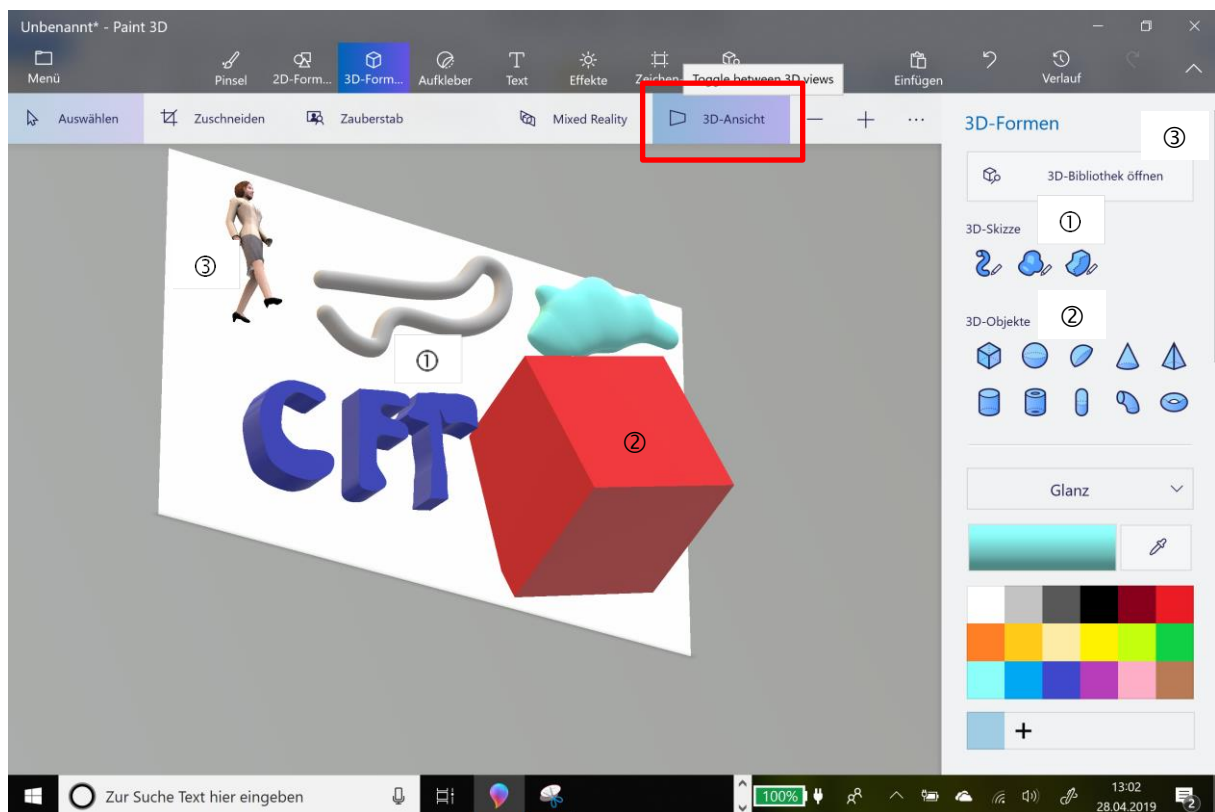 Unbenannt* - Paint 3D
Menü
Pinsel
2D-Form...
3D-Form...
Aufkleber
Text
Effekte
Zeichen
Toggle between 3D views
Einfügen
Verlauf
Auswählen
Zuschneiden
Zauberstab
Mixed Reality
3D-Ansicht
3D-Formen
③
3D-Bibliothek öffnen
3D-Skizze ①
3D-Objekte ②
Glanz
③
①
CFT
②
Zur Suche Text hier eingeben
100%
13:02
28.04.2019
2